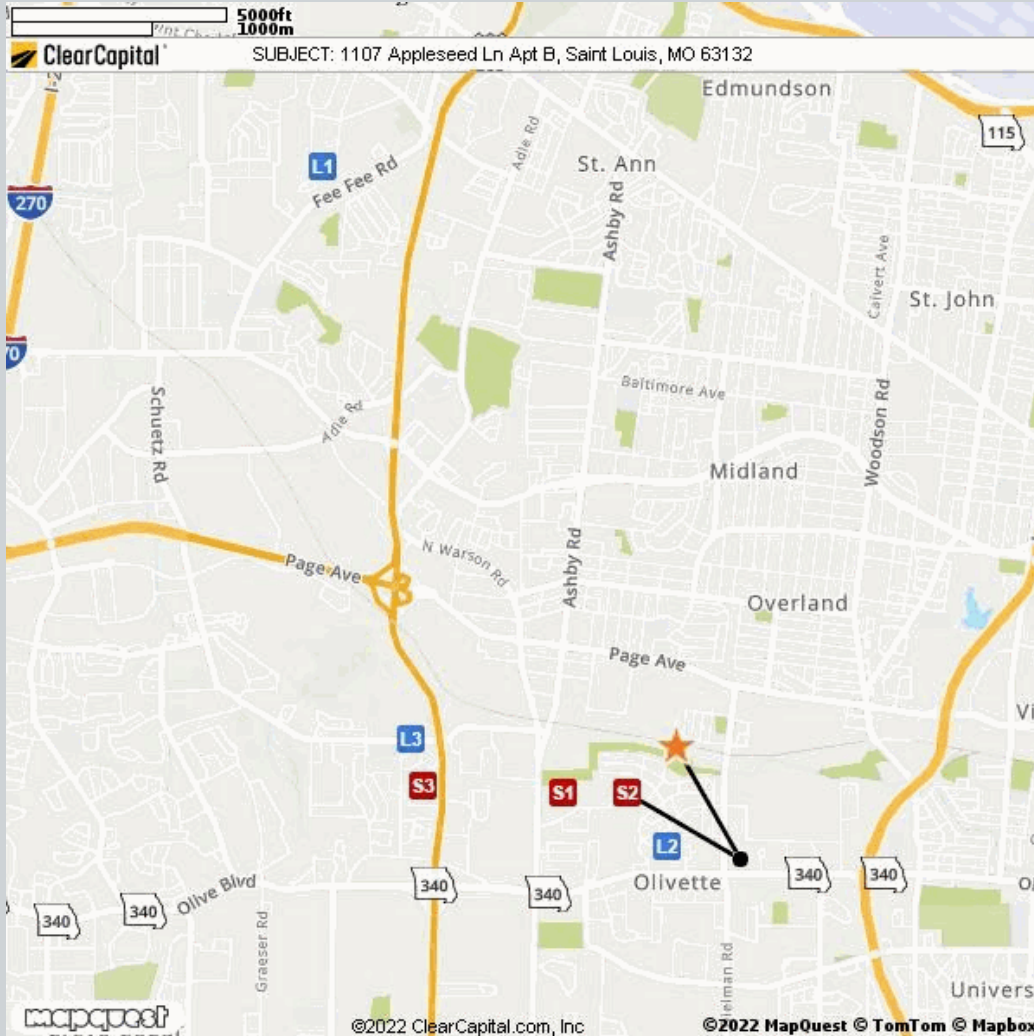 5000ft
1000m
ClearCapital
SUBJECT: 1107 Appleseed Ln Apt B, Saint Louis, MO 63132
Edmundson
115
Adie Rd
L1
Fee Fee Rd
St. Ann
270
Ashby Rd
Calvert Ave
St. John
Baltimore Ave
Schuetz Rd
Adie Rd
Woodson Rd
Midland
N Warson Rd
Page Ave
Ashby Rd
Overland
Page Ave
L3
S3
S1
S2
L2
Olive Blvd
340
340
340
340
Olivette
340
340
Graeser Rd
mapquest
©2022 ClearCapital.com, Inc
©2022 MapQuest © TomTom © Mapbox